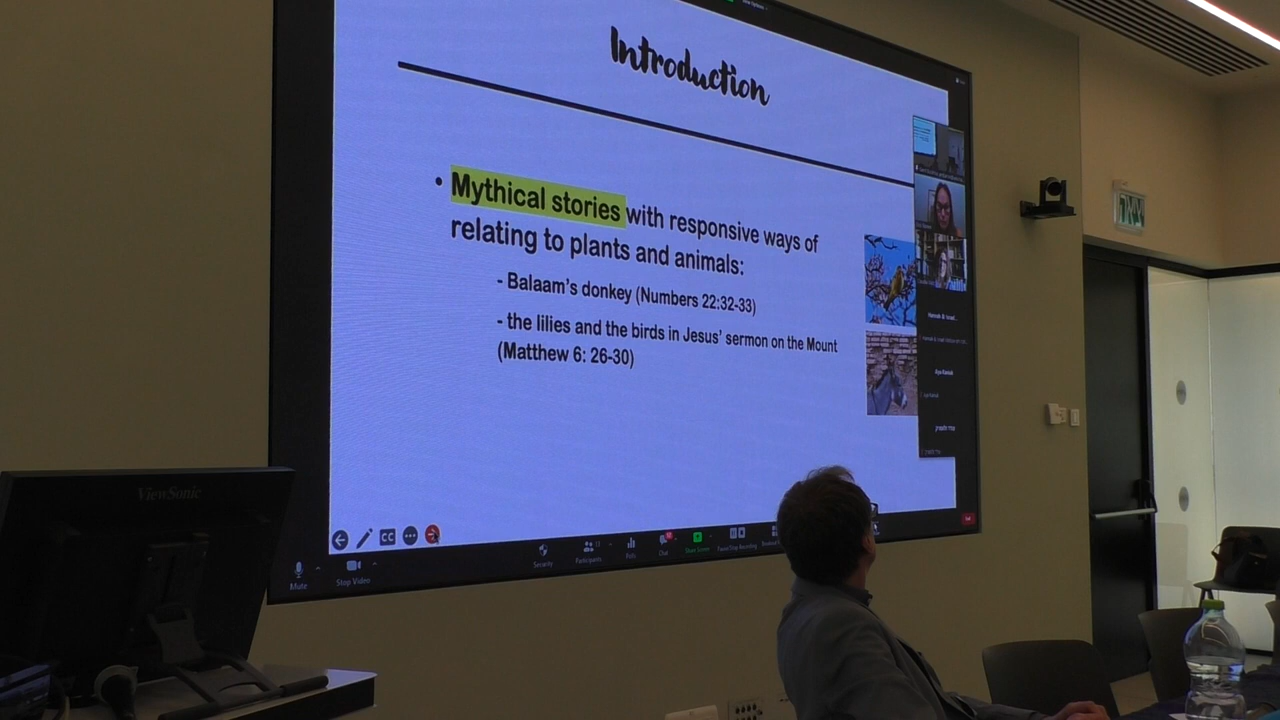 Introduction
• Mythical stories with responsive ways of
relating to plants and animals:
- Balaam's donkey (Numbers 22:32-33)
- the lilies and the birds in Jesus' sermon on the Mount
(Matthew 6: 26-30)
ViewSonic
CC
Mute
Stop Video
Security
Participants
Polls
Chat
Share Screen
Pause/Stop Recording
יציאה